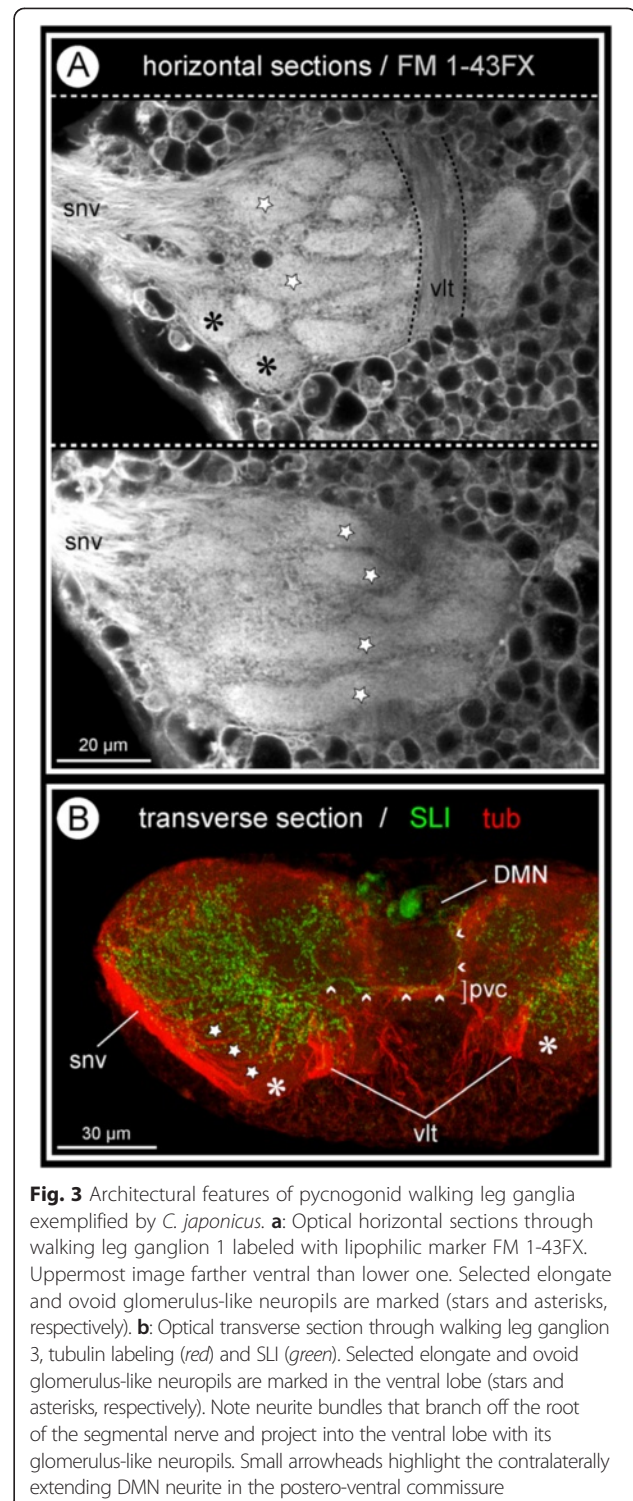 A horizontal sections / FM 1-43FX
snv
vlt
snv
20 µm
B transverse section / SLI tub
DMN
pvc
snv
vlt
30 µm
Fig. 3 Architectural features of pycnogonid walking leg ganglia
exemplified by C. japonicus. a: Optical horizontal sections through
walking leg ganglion 1 labeled with lipophilic marker FM 1-43FX.
Uppermost image farther ventral than lower one. Selected elongate
and ovoid glomerulus-like neuropils are marked (stars and asterisks,
respectively). b: Optical transverse section through walking leg ganglion
3, tubulin labeling (red) and SLI (green). Selected elongate and ovoid
glomerulus-like neuropils are marked in the ventral lobe (stars and
asterisks, respectively). Note neurite bundles that branch off the root
of the segmental nerve and project into the ventral lobe with its
glomerulus-like neuropils. Small arrowheads highlight the contralaterally
extending DMN neurite in the postero-ventral commissure